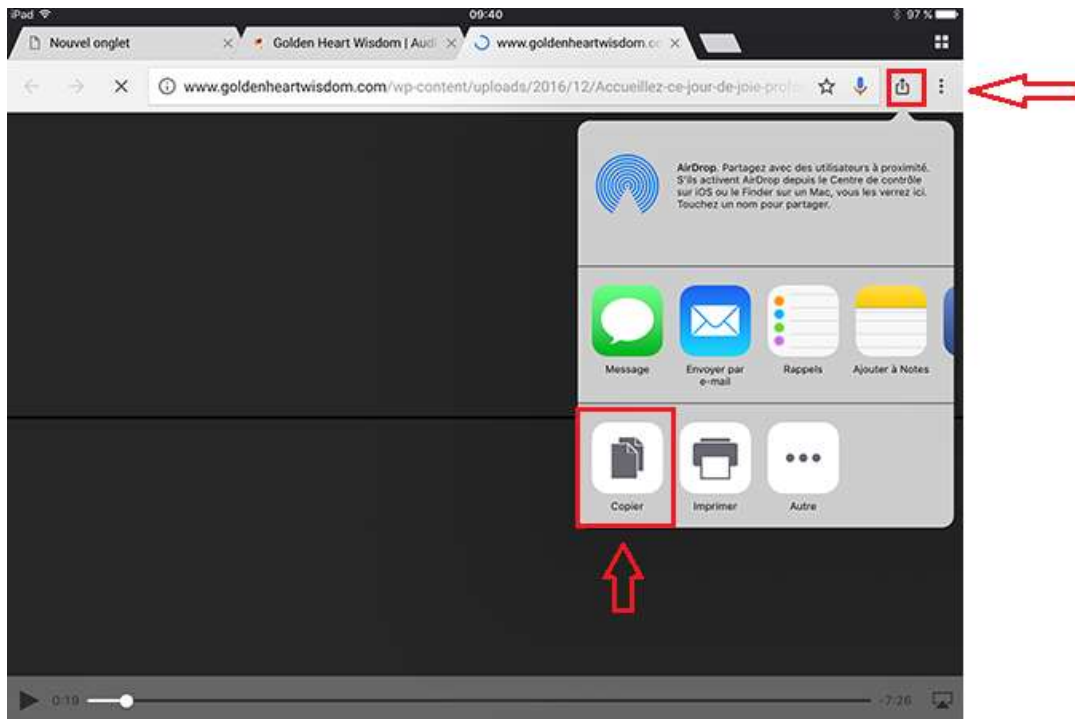 iPad 09:40 97 %
Nouvel onglet Golden Heart Wisdom | Audi www.goldenheartwisdom.co
www.goldenheartwisdom.com/wp-content/uploads/2016/12/Accueillez-ce-jour-de-joie-profo
AirDrop. Partagez avec des utilisateurs à proximité.
S'ils activent AirDrop depuis le Centre de contrôle
sur iOS ou le Finder sur un Mac, vous les verrez ici.
Touchez un nom pour partager.
Message Envoyer par Rappels Ajouter à Notes
e-mail
Copier Imprimer Autre
0:19 -7:26